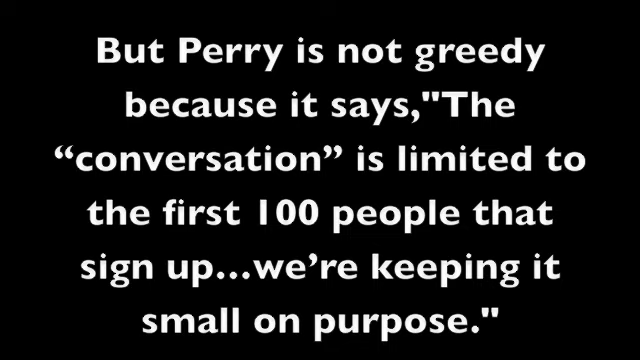 But Perry is not greedy
because it says,"The
“conversation” is limited to
the first 100 people that
sign up...we’re keeping it
small on purpose."